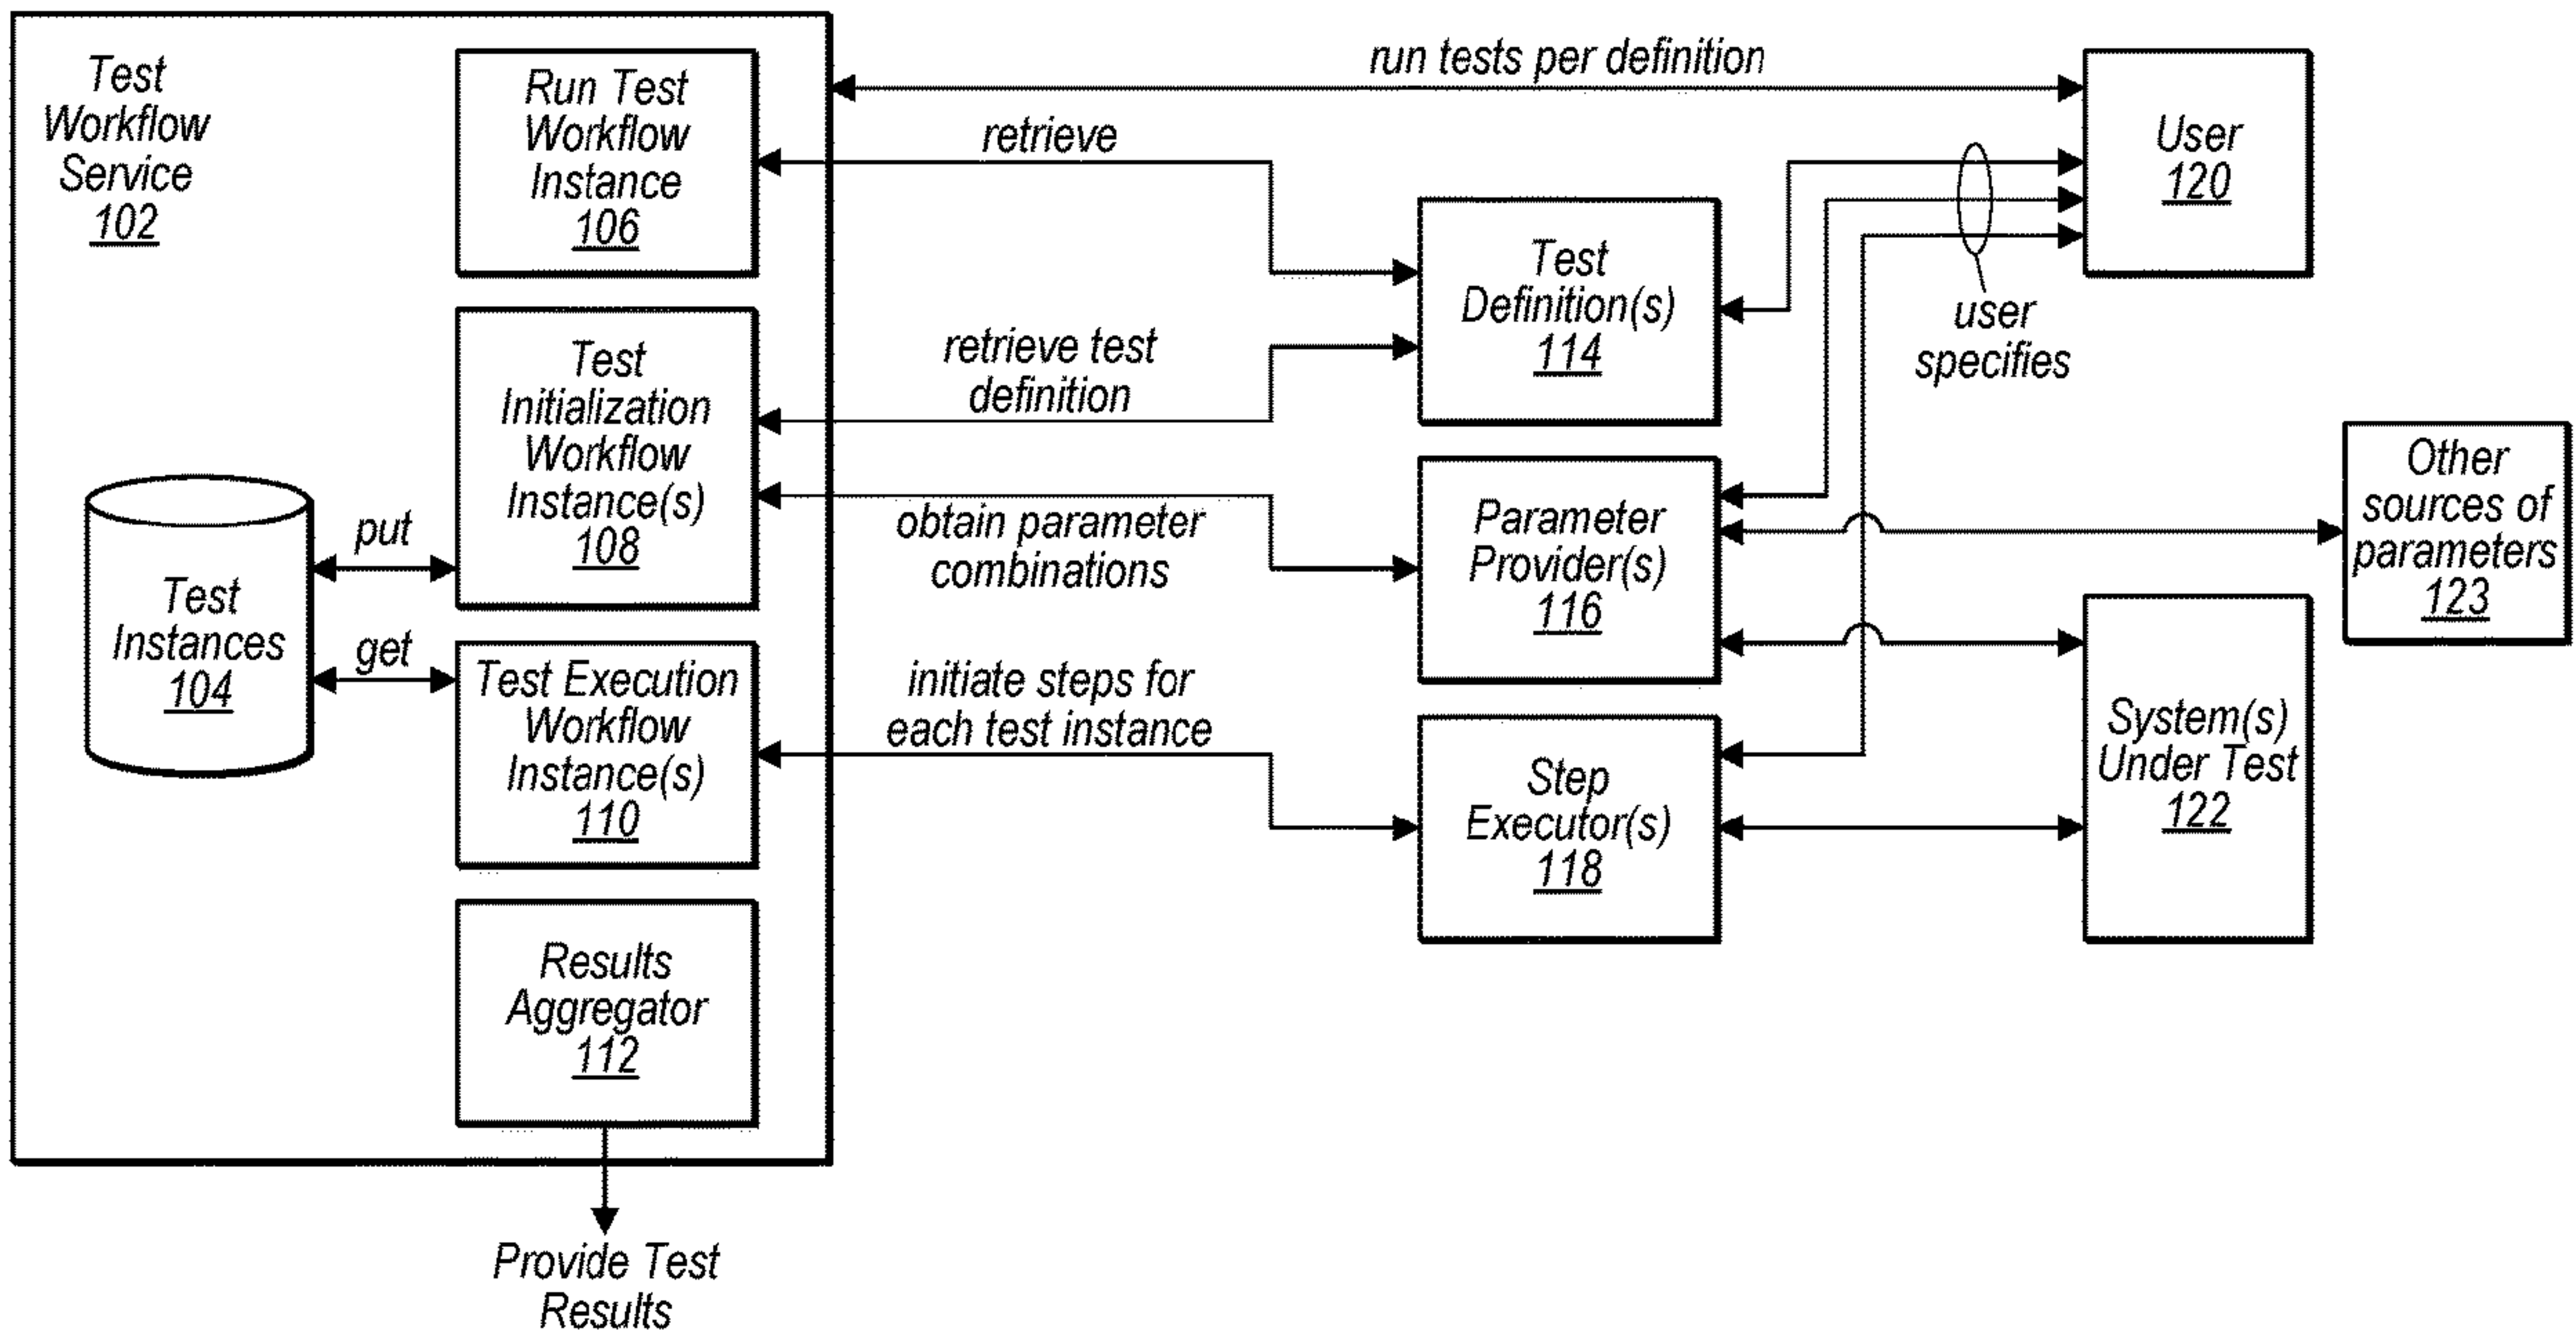 Test
Workflow
Service
102
Run Test
Workflow
Instance
106
Test
Initialization
Workflow
Instance(s)
108
put
Test
Instances
104
get
Test Execution
Workflow
Instance(s)
110
Results
Aggregator
112
Provide Test
Results
run tests per definition
retrieve
retrieve test
definition
obtain parameter
combinations
initiate steps for
each test instance
Test
Definition(s)
114
Parameter
Provider(s)
116
Step
Executor(s)
118
User
120
user
specifies
Other
sources of
parameters
123
System(s)
Under Test
122